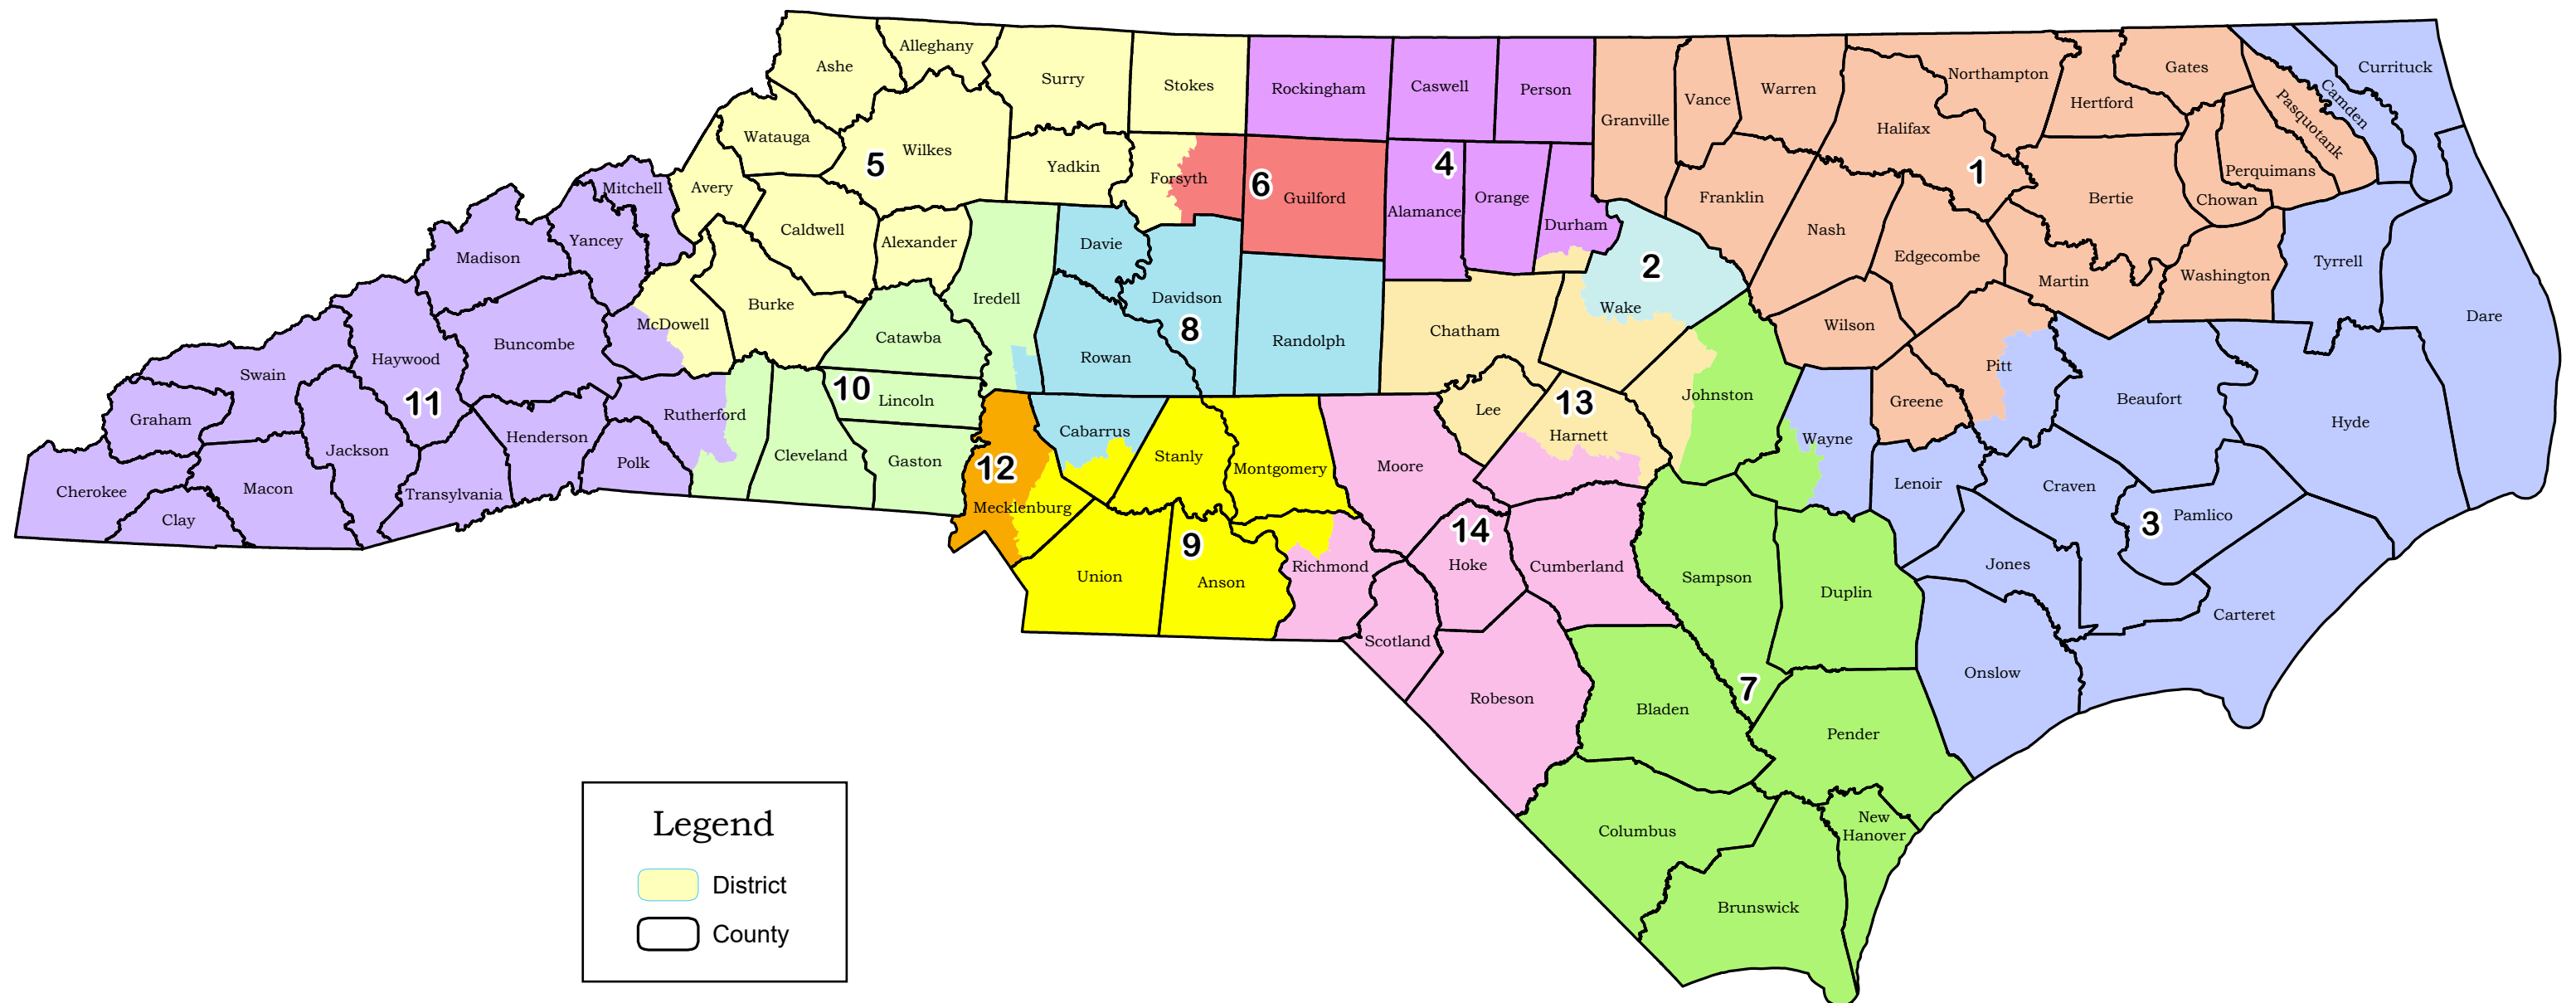 Ashe
Alleghany
Surry
Stokes
Rockingham
Caswell
Person
Granville
Vance
Warren
Northampton
Halifax
Hertford
Gates
Pasquotank
Camden
Currituck
Watauga
5
Wilkes
Yadkin
Forsyth
6
Guilford
4
Alamance
Orange
Durham
Franklin
1
Bertie
Chowan
Perquimans
Mitchell
Avery
Caldwell
Alexander
Davie
2
Wake
Nash
Edgecombe
Martin
Washington
Tyrrell
Dare
Madison
Yancey
Burke
Iredell
Davidson
8
Randolph
Chatham
Wilson
McDowell
Buncombe
Haywood
Swain
Catawba
Rowan
Pitt
Beaufort
Hyde
Graham
11
Rutherford
10
Lincoln
Cabarrus
Lee
13
Harnett
Johnston
Wayne
Greene
Cherokee
Clay
Macon
Jackson
Transylvania
Henderson
Polk
Cleveland
Gaston
12
Mecklenburg
Stanly
Montgomery
Moore
Lenoir
Craven
3
Pamlico
9
Union
Anson
Richmond
14
Hoke
Cumberland
Sampson
Duplin
Jones
Carteret
Scotland
Robeson
Bladen
7
Pender
Onslow
Columbus
New
Hanover
Brunswick
Legend
District
County